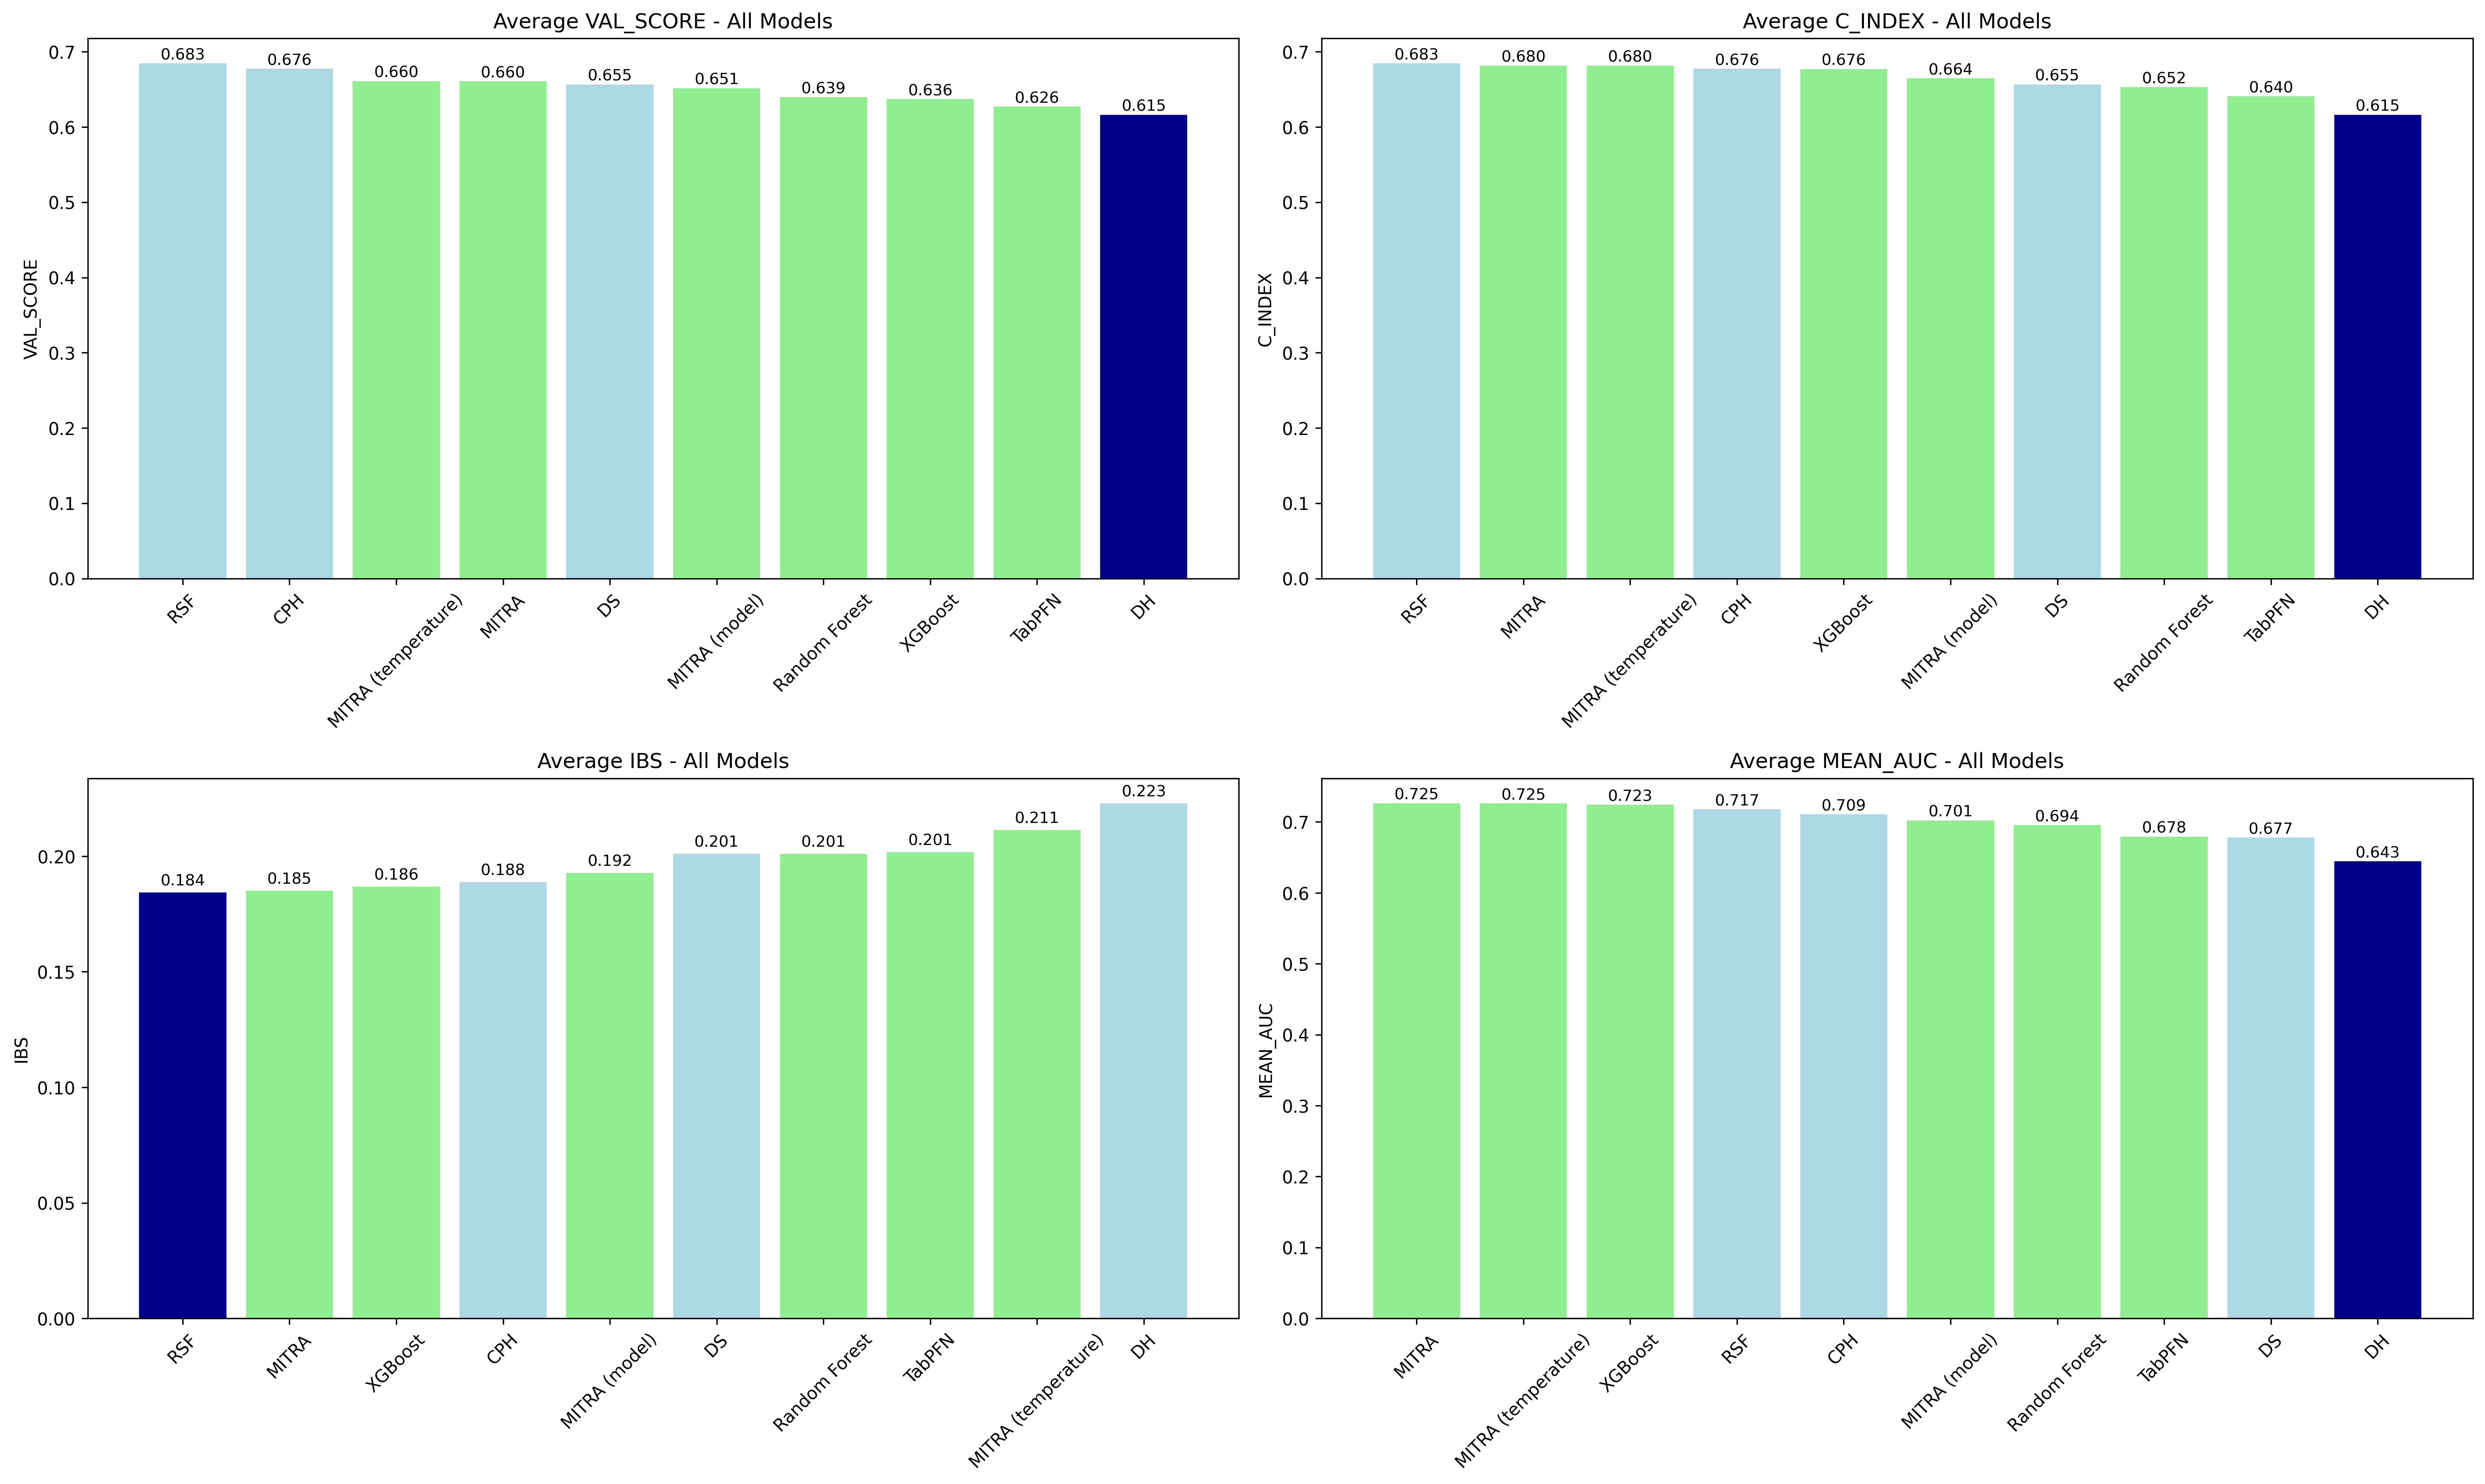 Average VAL_SCORE - All Models
VAL_SCORE
0.7
0.6
0.5
0.4
0.3
0.2
0.1
0.0
0.683
0.676
0.660
0.660
0.655
0.651
0.639
0.636
0.626
0.615
RSF
CPH
MITRA (temperature)
MITRA
DS
MITRA (model)
Random Forest
XGBoost
TabPFN
DH
Average C_INDEX - All Models
C_INDEX
0.7
0.6
0.5
0.4
0.3
0.2
0.1
0.0
0.683
0.680
0.680
0.676
0.676
0.664
0.655
0.652
0.640
0.615
RSF
MITRA
MITRA (temperature)
CPH
XGBoost
MITRA (model)
DS
Random Forest
TabPFN
DH
Average IBS - All Models
IBS
0.20
0.15
0.10
0.05
0.00
0.184
0.185
0.186
0.188
0.192
0.201
0.201
0.201
0.211
0.223
RSF
MITRA
XGBoost
CPH
MITRA (model)
DS
Random Forest
TabPFN
MITRA (temperature)
DH
Average MEAN_AUC - All Models
MEAN_AUC
0.7
0.6
0.5
0.4
0.3
0.2
0.1
0.0
0.725
0.725
0.723
0.717
0.709
0.701
0.694
0.678
0.677
0.643
MITRA
MITRA (temperature)
XGBoost
RSF
CPH
MITRA (model)
Random Forest
TabPFN
DS
DH